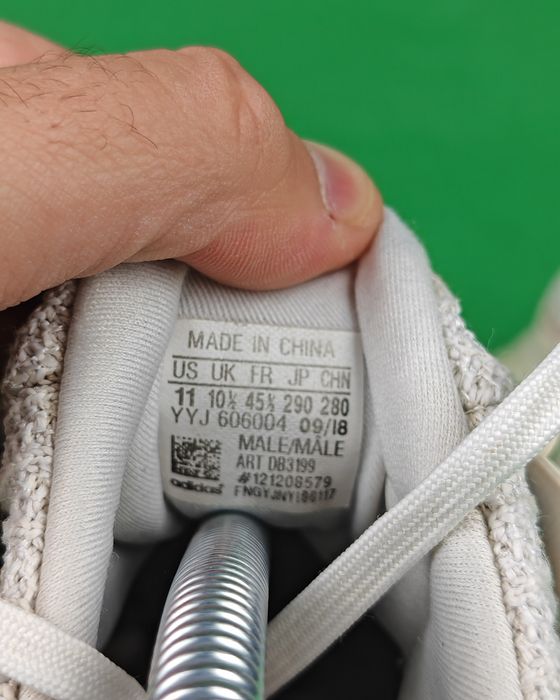 MADE IN CHINA
US UK FR JP CHN
11 10½ 45⅓ 290 280
YYJ 606004 09/18
MALE/MÂLE
ART DB3199
#121208579
adidas